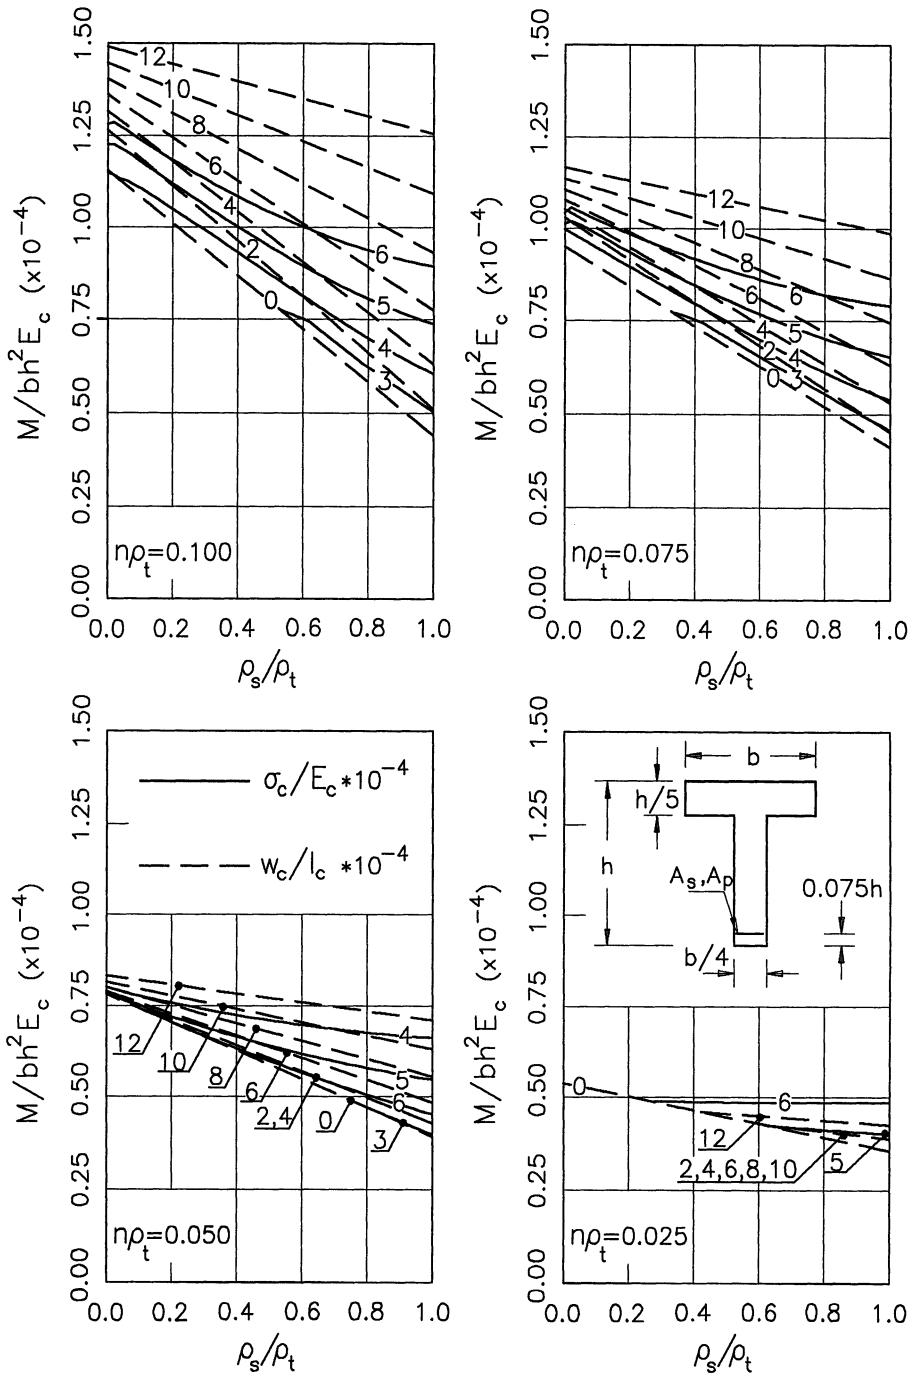 1.50
1.25
1.00
0.75
0.50
0.25
0.00
M/bh²E_c (x10⁻⁴)
12
10
8
6
4
2
0
6
5
4
3
nρ_t=0.100
0.0 0.2 0.4 0.6 0.8 1.0
ρ_s/ρ_t
1.50
1.25
1.00
0.75
0.50
0.25
0.00
M/bh²E_c (x10⁻⁴)
12
10
8
6
6
4
5
2
4
0
3
nρ_t=0.075
0.0 0.2 0.4 0.6 0.8 1.0
ρ_s/ρ_t
1.50
1.25
1.00
0.75
0.50
0.25
0.00
M/bh²E_c (x10⁻⁴)
σ_c/E_c *10⁻⁴
w_c/l_c *10⁻⁴
4
5
6
12
10
8
6
2,4
0
3
nρ_t=0.050
0.0 0.2 0.4 0.6 0.8 1.0
ρ_s/ρ_t
1.50
1.25
1.00
0.75
0.50
0.25
0.00
M/bh²E_c (x10⁻⁴)
b
h/5
h
A_s,A_p
0.075h
b/4
0
6
12
2,4,6,8,10
5
nρ_t=0.025
0.0 0.2 0.4 0.6 0.8 1.0
ρ_s/ρ_t